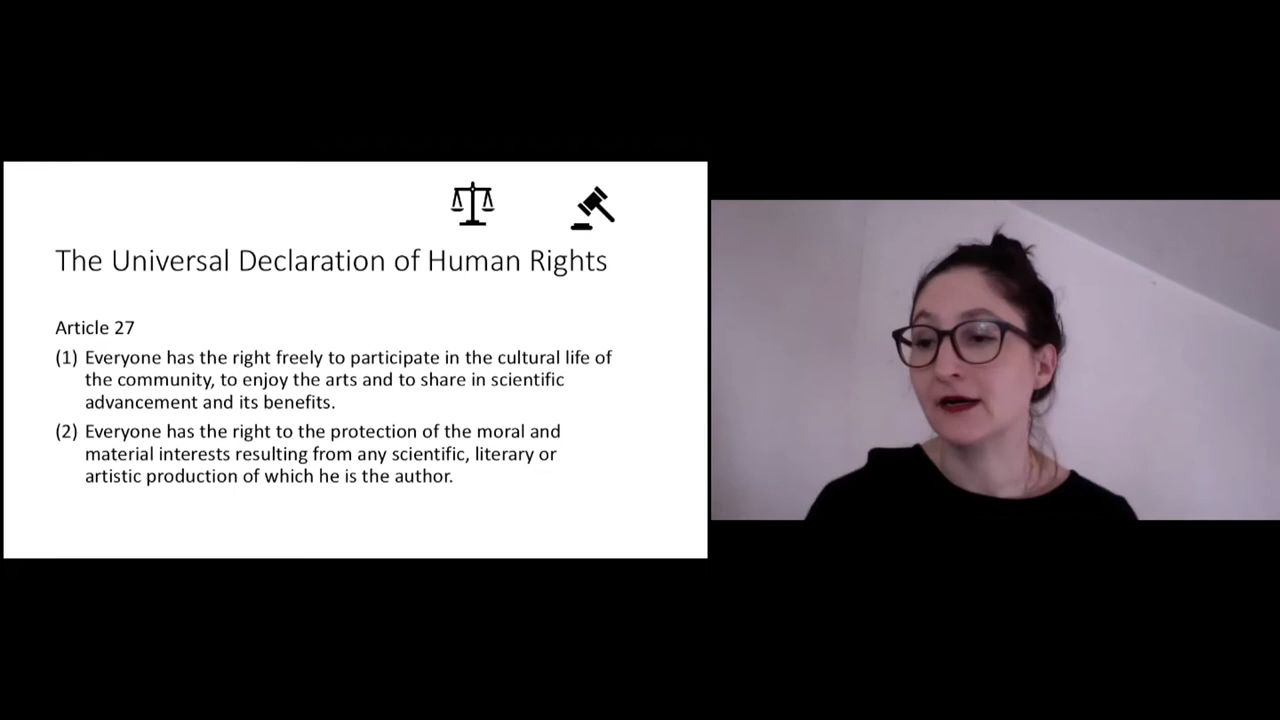 The Universal Declaration of Human Rights
Article 27
(1) Everyone has the right freely to participate in the cultural life of
the community, to enjoy the arts and to share in scientific
advancement and its benefits.
(2) Everyone has the right to the protection of the moral and
material interests resulting from any scientific, literary or
artistic production of which he is the author.